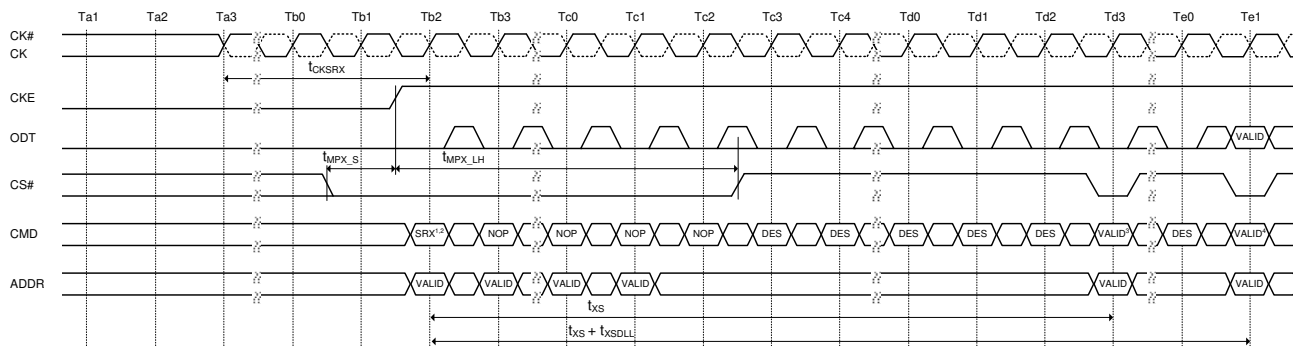 Ta1 Ta2 Ta3 Tb0 Tb1 Tb2 Tb3 Tc0 Tc1 Tc2 Tc3 Tc4 Td0 Td1 Td2 Td3 Te0 Te1
CK#
CK
tCKSRX
CKE
ODT VALID
tMPX_S tMPX_LH
CS#
CMD SRX1,2 NOP NOP NOP NOP DES DES DES DES DES VALID3 DES VALID4
ADDR VALID VALID VALID VALID VALID VALID
tXS
tXS + tXSDLL